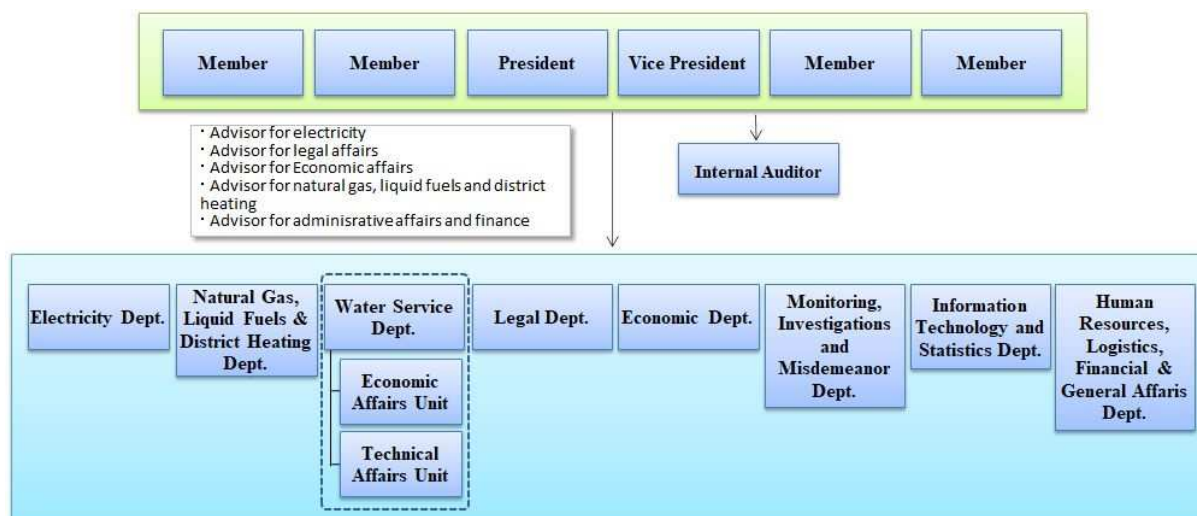 Member
Member
President
Vice President
Member
Member
· Advisor for electricity
· Advisor for legal affairs
· Advisor for Economic affairs
· Advisor for natural gas, liquid fuels and district
heating
· Advisor for adminisrative affairs and finance
Internal Auditor
Electricity Dept.
Natural Gas,
Liquid Fuels &
District Heating
Dept.
Water Service
Dept.
Economic
Affairs Unit
Technical
Affairs Unit
Legal Dept.
Economic Dept.
Monitoring,
Investigations
and
Misdemeanor
Dept.
Information
Technology and
Statistics Dept.
Human
Resources,
Logistics,
Financial &
General Affaris
Dept.